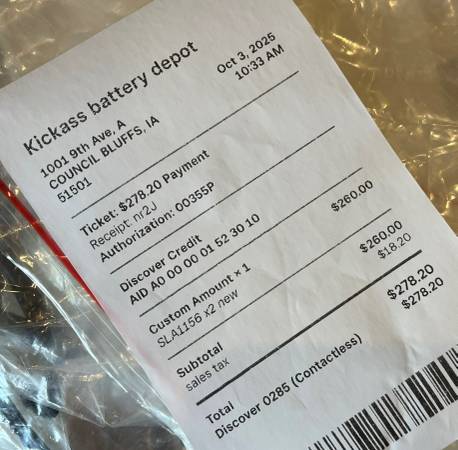 Kickass battery depot
Oct 3, 2025
10:33 AM
1001 9th Ave, A
COUNCIL BLUFFS, IA
51501
Ticket: $278.20 Payment
Receipt: nr2J
Authorization: 00355P
Discover Credit
AID A0 00 00 01 52 30 10
Custom Amount × 1 $260.00
SLA1156 x2 new
Subtotal $260.00
sales tax $18.20
Total $278.20
Discover 0285 (Contactless) $278.20